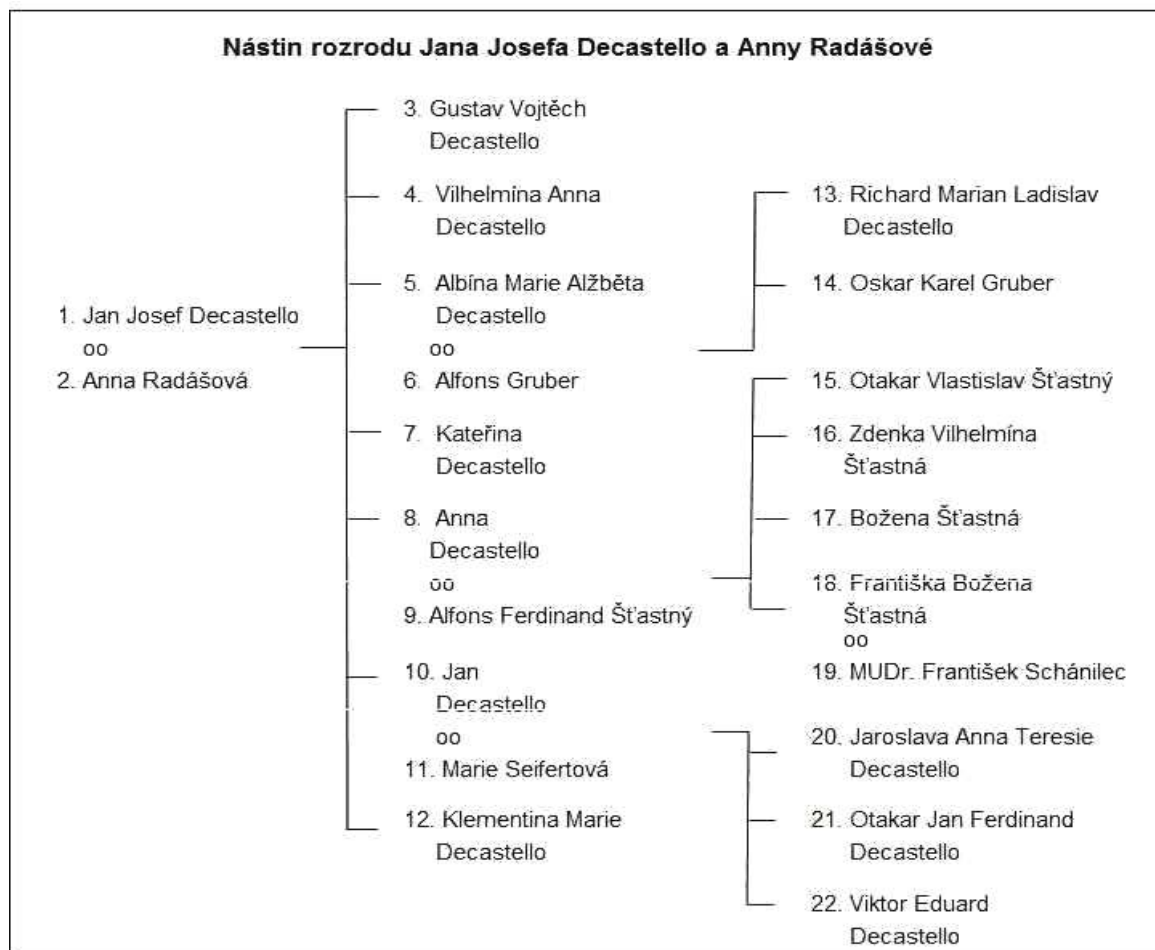 Nástin rozrodu Jana Josefa Decastello a Anny Radášové
1. Jan Josef Decastello
oo
2. Anna Radášová
3. Gustav Vojtěch
Decastello
4. Vilhelmína Anna
Decastello
5. Albína Marie Alžběta
Decastello
oo
6. Alfons Gruber
7. Kateřina
Decastello
8. Anna
Decastello
oo
9. Alfons Ferdinand Šťastný
10. Jan
Decastello
oo
11. Marie Seifertová
12. Klementina Marie
Decastello
13. Richard Marian Ladislav
Decastello
14. Oskar Karel Gruber
15. Otakar Vlastislav Šťastný
16. Zdenka Vilhelmína
Šťastná
17. Božena Šťastná
18. Františka Božena
Šťastná
oo
19. MUDr. František Schánilec
20. Jaroslava Anna Teresie
Decastello
21. Otakar Jan Ferdinand
Decastello
22. Viktor Eduard
Decastello